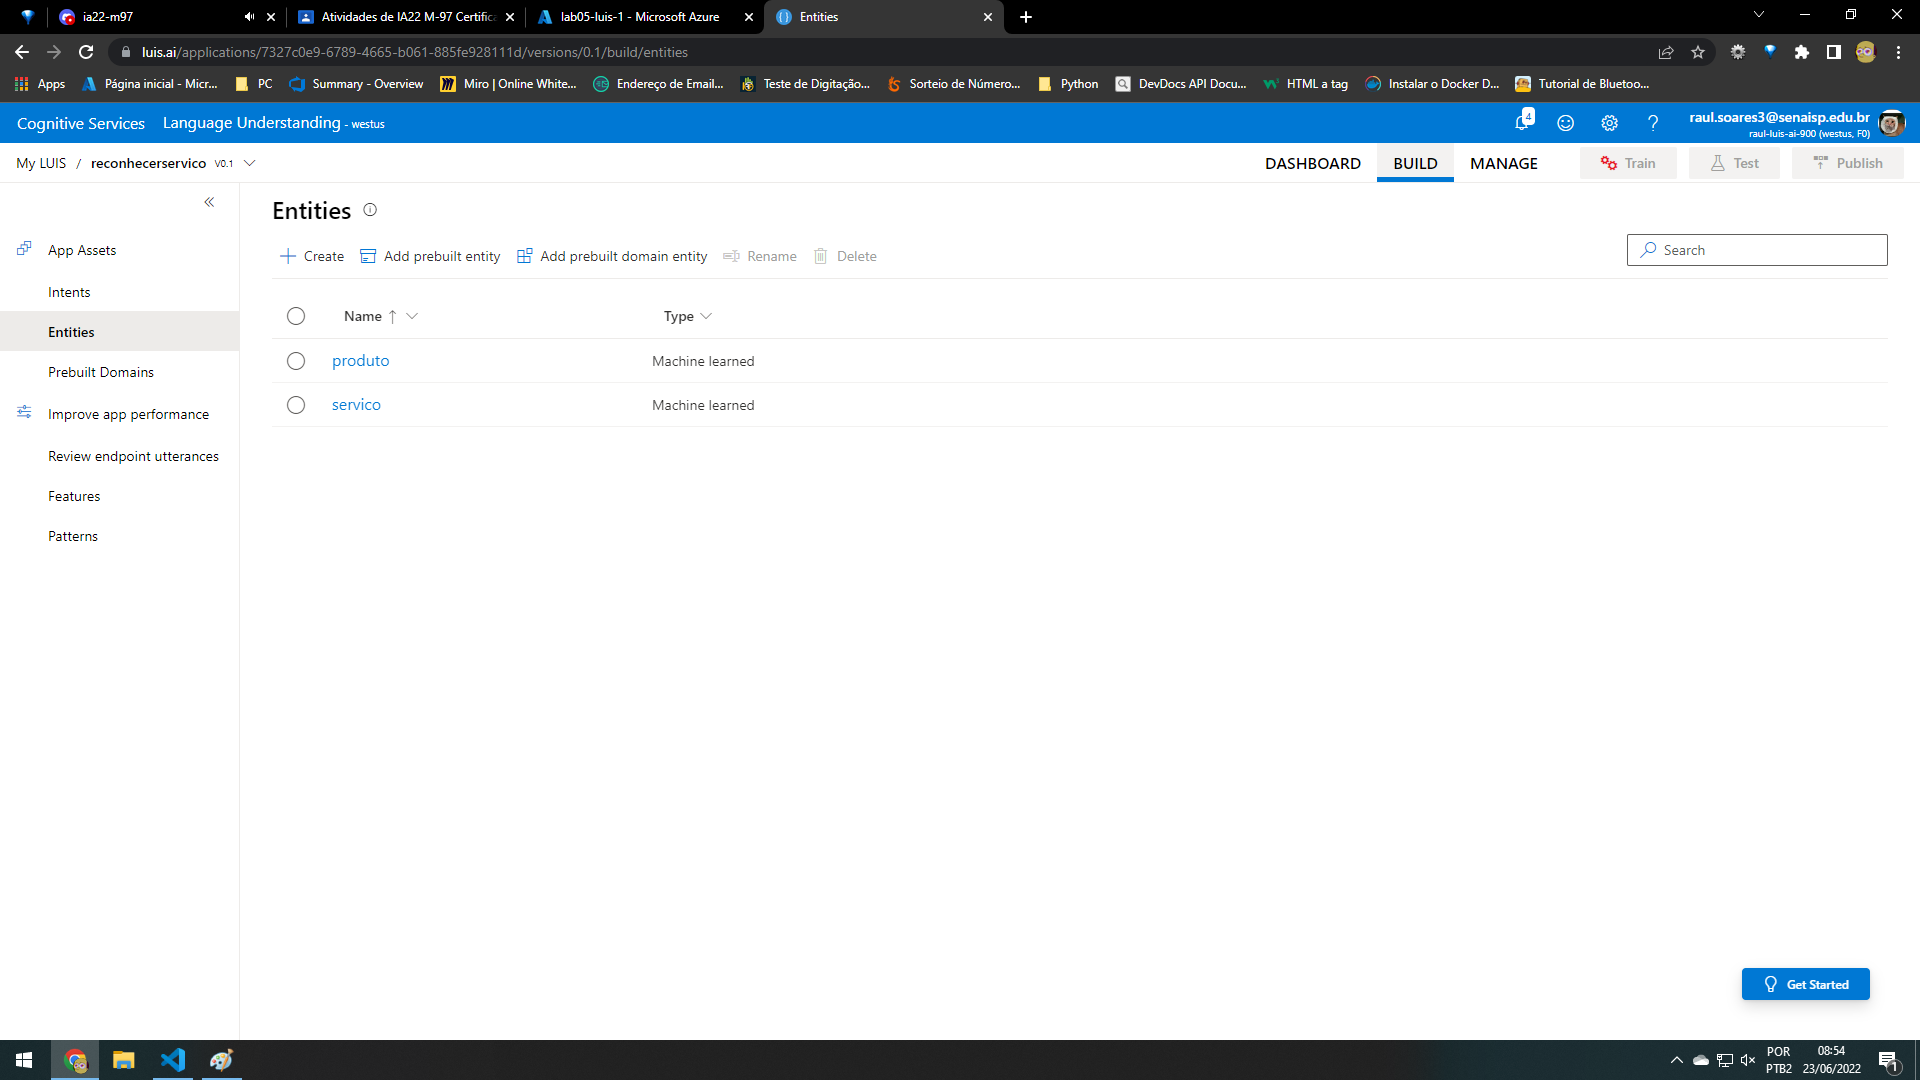 ia22-m97
Atividades de IA22 M-97 Certifica
lab05-luis-1 - Microsoft Azure
Entities
luis.ai/applications/7327c0e9-6789-4665-b061-885fe928111d/versions/0.1/build/entities
Apps
Página inicial - Micr...
PC
Summary - Overview
Miro | Online White...
Endereço de Email...
Teste de Digitação...
Sorteio de Número...
Python
DevDocs API Docu...
HTML a tag
Instalar o Docker D...
Tutorial de Bluetoo...
Cognitive Services
Language Understanding - westus
4
raul.soares3@senaisp.edu.br
raul-luis-ai-900 (westus, F0)
My LUIS / reconhecerservico V0.1
DASHBOARD
BUILD
MANAGE
Train
Test
Publish
Entities
Create
Add prebuilt entity
Add prebuilt domain entity
Rename
Delete
Search
App Assets
Intents
Entities
Prebuilt Domains
Improve app performance
Review endpoint utterances
Features
Patterns
Name
Type
produto
Machine learned
servico
Machine learned
Get Started
POR
PTB2
08:54
23/06/2022
1